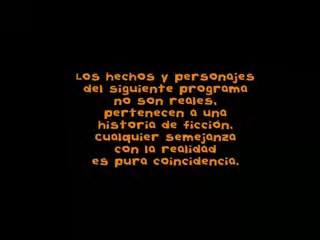 Los hechos y personajes
del siguiente programa
no son reales,
pertenecen a una
historia de ficción.
Cualquier semejanza
con la realidad
es pura coincidencia.